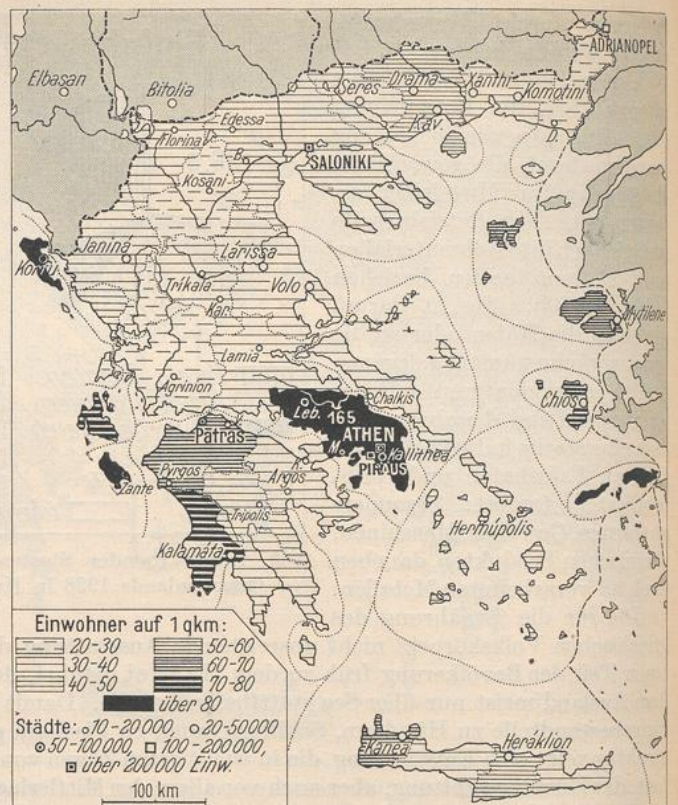 ADRIANOPEL
Elbasan
Bitolia
Seres
Drama
Xanthi
Komotini
Kav.
D.
Florina
Edessa
B.
SALONIKI
Kosani
Janina
Korfu
Lárissa
Tríkala
Volo
Kar.
Mytilene
Lamia
Agrinion
Chalkis
Chios
Leb.
165
ATHEN
M.
Kallithea
PIRÄUS
Patras
K.
Zante
Pyrgos
Argos
Tripolis
Hermúpolis
Kalamáta
Kanea
Heráklion
Einwohner auf 1 qkm:
20-30 50-60
30-40 60-70
40-50 70-80
über 80
Städte: 10-20000, 20-50000
50-100000, 100-200000,
über 200000 Einw.
100 km